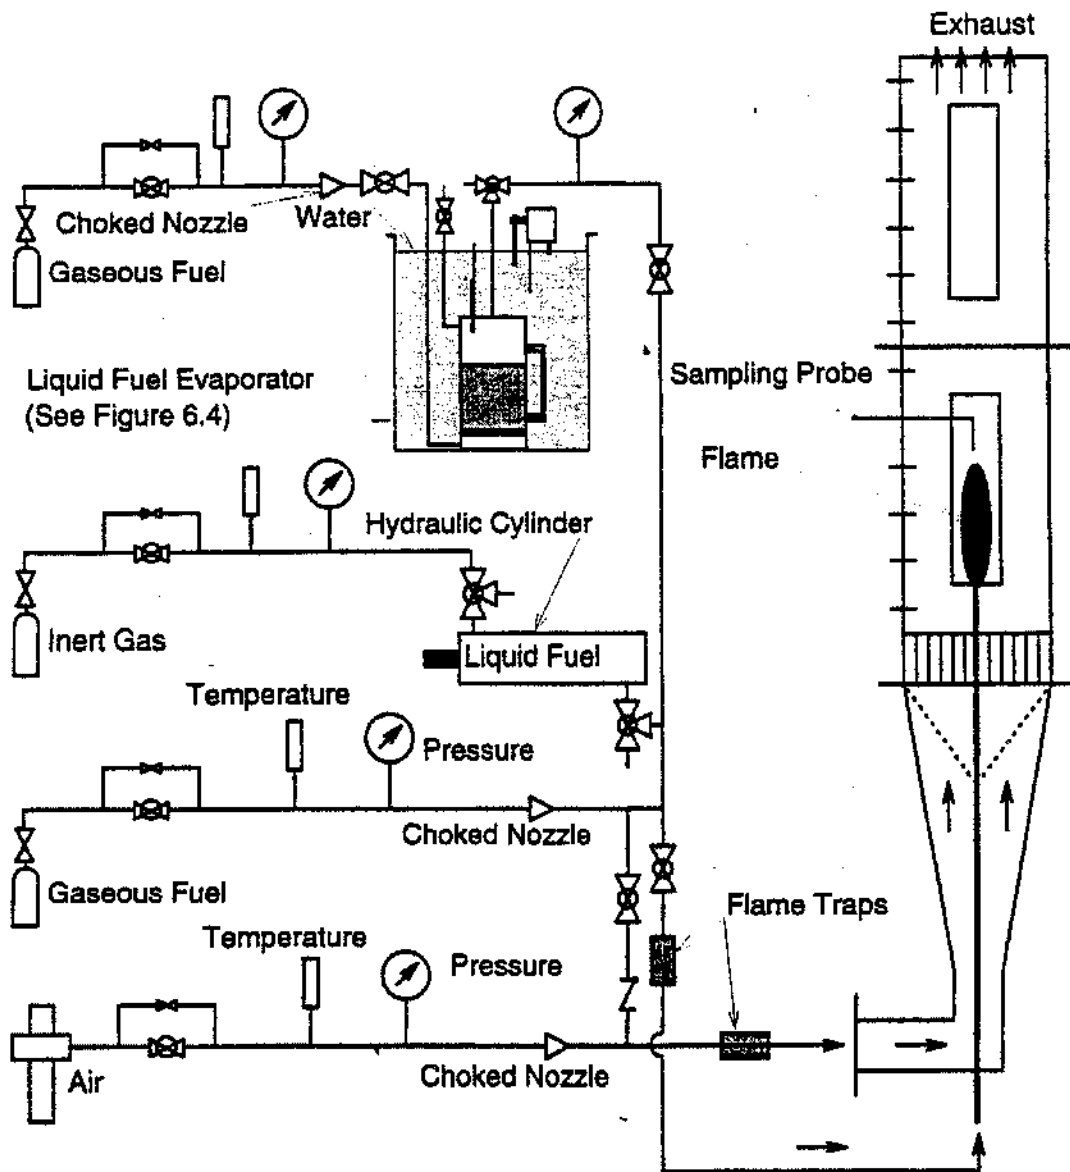 Exhaust
Choked Nozzle
Water
Gaseous Fuel
Liquid Fuel Evaporator
(See Figure 6.4)
Sampling Probe
Flame
Hydraulic Cylinder
Inert Gas
Liquid Fuel
Temperature
Pressure
Choked Nozzle
Gaseous Fuel
Flame Traps
Temperature
Pressure
Choked Nozzle
Air